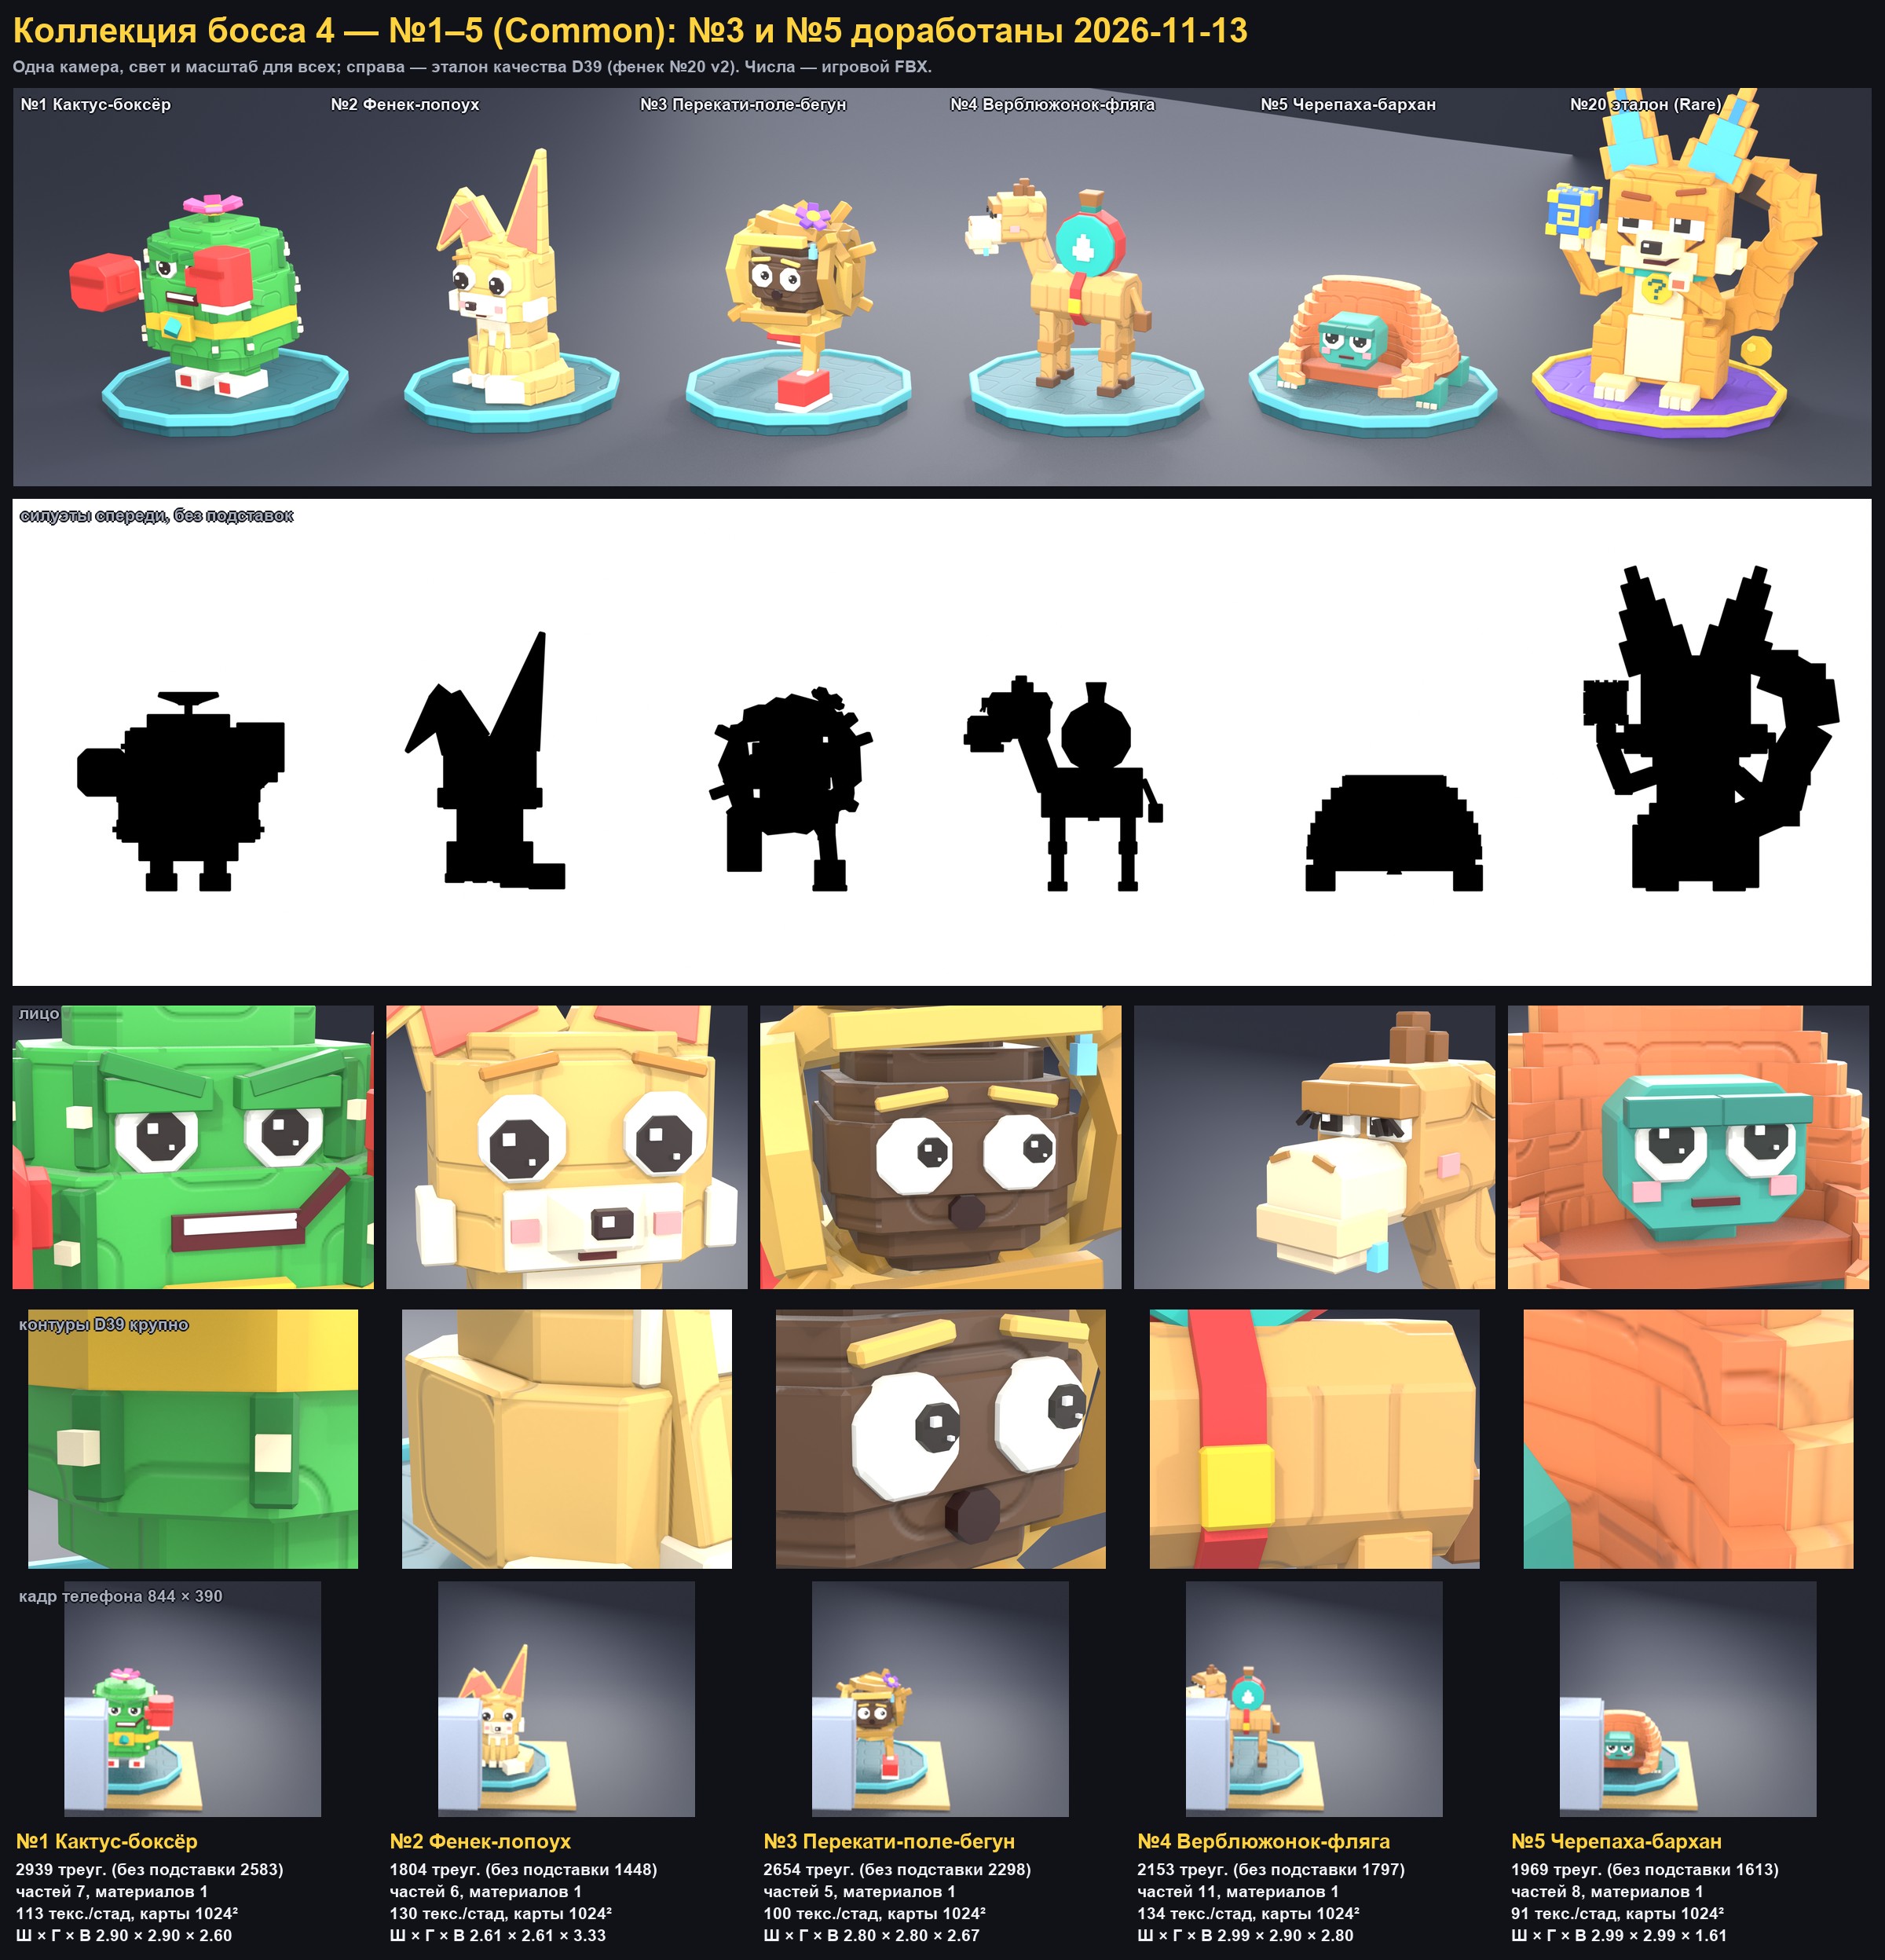 Коллекция босса 4 — №1–5 (Common): №3 и №5 доработаны 2026-11-13
Одна камера, свет и масштаб для всех; справа — эталон качества D39 (фенек №20 v2). Числа — игровой FBX.
№1 Кактус-боксёр
№2 Фенек-лопоух
№3 Перекати-поле-бегун
№4 Верблюжонок-фляга
№5 Черепаха-бархан
№20 эталон (Rare)
?
силуэты спереди, без подставок
лицо
контуры D39 крупно
кадр телефона 844 × 390
№1 Кактус-боксёр
2939 треуг. (без подставки 2583)
частей 7, материалов 1
113 текс./стад, карты 1024²
Ш × Г × В 2.90 × 2.90 × 2.60
№2 Фенек-лопоух
1804 треуг. (без подставки 1448)
частей 6, материалов 1
130 текс./стад, карты 1024²
Ш × Г × В 2.61 × 2.61 × 3.33
№3 Перекати-поле-бегун
2654 треуг. (без подставки 2298)
частей 5, материалов 1
100 текс./стад, карты 1024²
Ш × Г × В 2.80 × 2.80 × 2.67
№4 Верблюжонок-фляга
2153 треуг. (без подставки 1797)
частей 11, материалов 1
134 текс./стад, карты 1024²
Ш × Г × В 2.99 × 2.90 × 2.80
№5 Черепаха-бархан
1969 треуг. (без подставки 1613)
частей 8, материалов 1
91 текс./стад, карты 1024²
Ш × Г × В 2.99 × 2.99 × 1.61